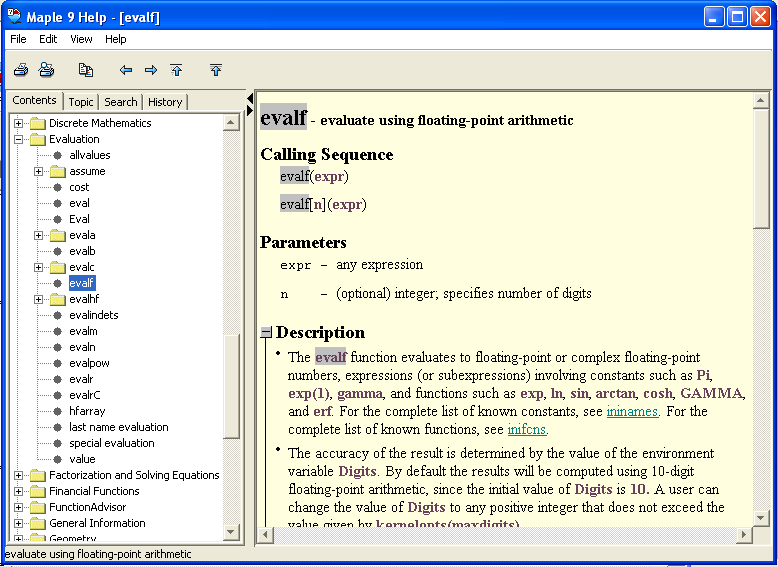 Maple 9 Help - [evalf]
File Edit View Help
Contents Topic Search History
Discrete Mathematics
Evaluation
allvalues
assume
cost
eval
Eval
evala
evalb
evalc
evalf
evalhf
evalindets
evalm
evaln
evalpow
evalr
evalrC
hfarray
last name evaluation
special evaluation
value
Factorization and Solving Equations
Financial Functions
FunctionAdvisor
General Information
Geometry
evalf - evaluate using floating-point arithmetic
Calling Sequence
evalf(expr)
evalf[n](expr)
Parameters
expr – any expression
n – (optional) integer; specifies number of digits
Description
• The evalf function evaluates to floating-point or complex floating-point
numbers, expressions (or subexpressions) involving constants such as Pi,
exp(1), gamma, and functions such as exp, ln, sin, arctan, cosh, GAMMA,
and erf. For the complete list of known constants, see ininames. For the
complete list of known functions, see inifcns.
• The accuracy of the result is determined by the value of the environment
variable Digits. By default the results will be computed using 10-digit
floating-point arithmetic, since the initial value of Digits is 10. A user can
change the value of Digits to any positive integer that does not exceed the
value given by kernelopts(maxdigits)
evaluate using floating-point arithmetic